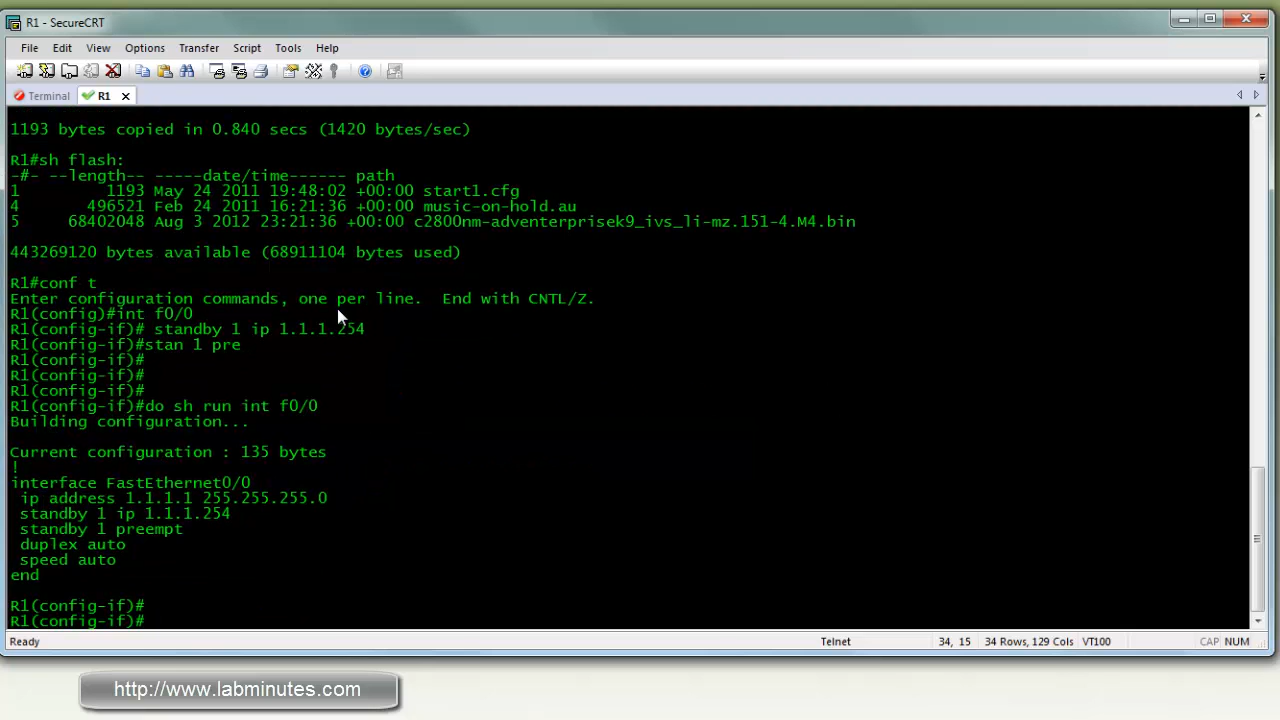 R1 - SecureCRT
File Edit View Options Transfer Script Tools Help
Terminal R1
1193 bytes copied in 0.840 secs (1420 bytes/sec)
R1#sh flash:
-#- --length-- -----date/time------ path
1 1193 May 24 2011 19:48:02 +00:00 start1.cfg
4 496521 Feb 24 2011 16:21:36 +00:00 music-on-hold.au
5 68402048 Aug 3 2012 23:21:36 +00:00 c2800nm-adventerprisek9_ivs_li-mz.151-4.M4.bin
443269120 bytes available (68911104 bytes used)
R1#conf t
Enter configuration commands, one per line. End with CNTL/Z.
R1(config)#int f0/0
R1(config-if)# standby 1 ip 1.1.1.254
R1(config-if)#stan 1 pre
R1(config-if)#
R1(config-if)#
R1(config-if)#
R1(config-if)#do sh run int f0/0
Building configuration...
Current configuration : 135 bytes
!
interface FastEthernet0/0
ip address 1.1.1.1 255.255.255.0
standby 1 ip 1.1.1.254
standby 1 preempt
duplex auto
speed auto
end
R1(config-if)#
R1(config-if)#
Ready Telnet 34, 15 34 Rows, 129 Cols VT100 CAP NUM
http://www.labminutes.com